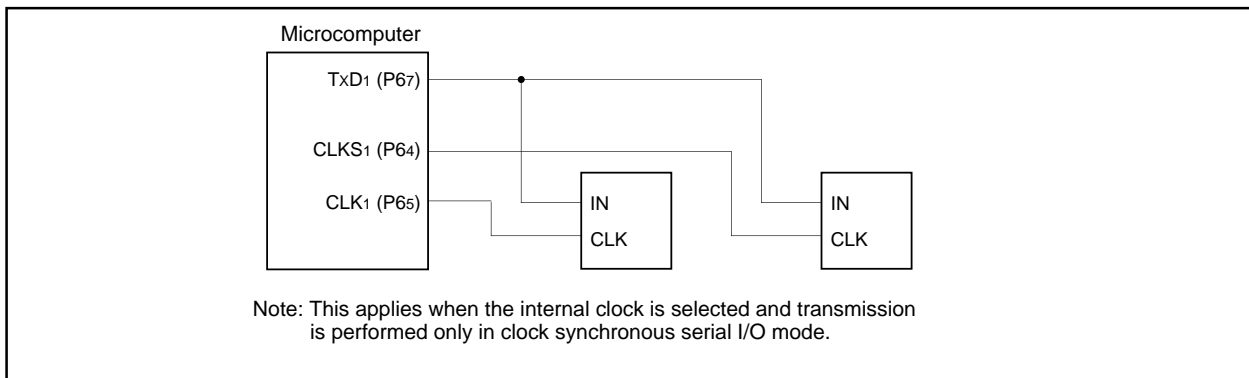 Microcomputer
TXD1 (P67)
CLKS1 (P64)
CLK1 (P65)
IN
CLK
IN
CLK
Note: This applies when the internal clock is selected and transmission
is performed only in clock synchronous serial I/O mode.